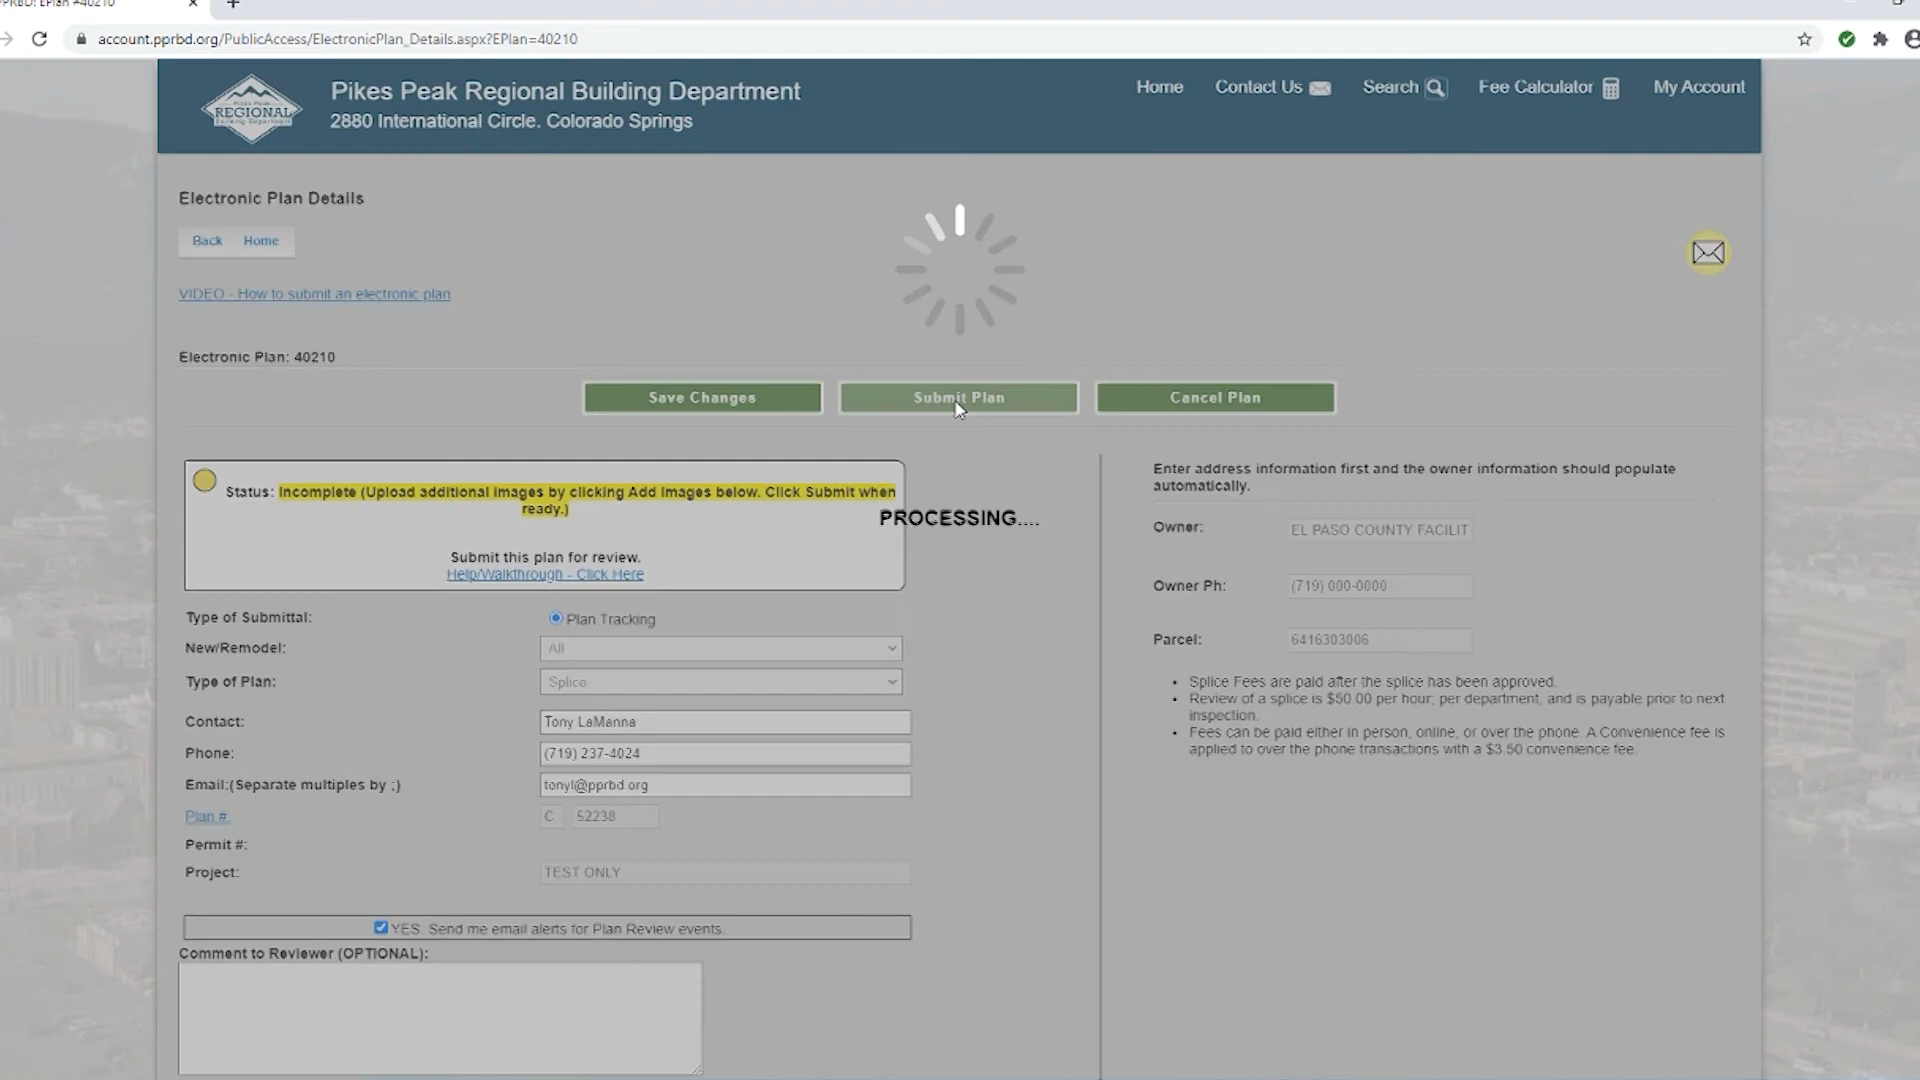 PPRBD: EPlan #40210
account.pprbd.org/PublicAccess/ElectronicPlan_Details.aspx?EPlan=40210
PIKES PEAK
REGIONAL
Building Department
Pikes Peak Regional Building Department
2880 International Circle. Colorado Springs
Home
Contact Us
Search
Fee Calculator
My Account
Electronic Plan Details
Back
Home
VIDEO - How to submit an electronic plan
Electronic Plan: 40210
Save Changes
Submit Plan
Cancel Plan
Status: Incomplete (Upload additional images by clicking Add Images below. Click Submit when
ready.)
PROCESSING....
Submit this plan for review.
Help/Walkthrough - Click Here
Type of Submittal:
Plan Tracking
New/Remodel:
All
Type of Plan:
Splice
Contact:
Tony LaManna
Phone:
(719) 237-4024
Email:(Separate multiples by ;)
tonyl@pprbd.org
Plan #:
C
52238
Permit #:
Project:
TEST ONLY
YES. Send me email alerts for Plan Review events.
Comment to Reviewer (OPTIONAL):
Enter address information first and the owner information should populate
automatically.
Owner:
EL PASO COUNTY FACILIT
Owner Ph:
(719) 000-0000
Parcel:
6416303006
• Splice Fees are paid after the splice has been approved.
• Review of a splice is $50.00 per hour; per department, and is payable prior to next
inspection.
• Fees can be paid either in person, online, or over the phone. A Convenience fee is
applied to over the phone transactions with a $3.50 convenience fee.